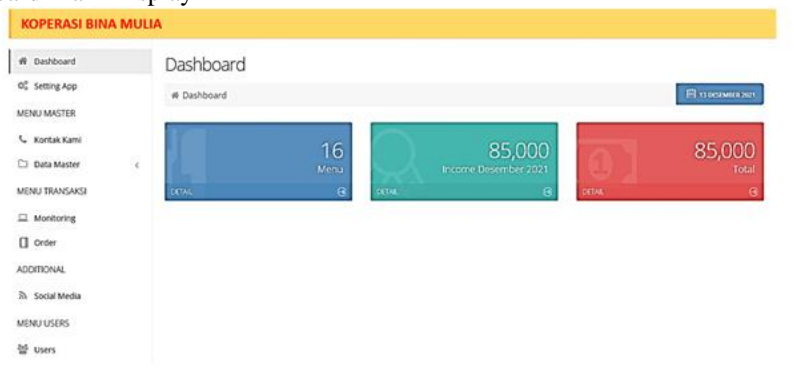 KOPERASI BINA MULIA
Dashboard
Setting App
MENU MASTER
Kontak Kami
Data Master
MENU TRANSAKSI
Monitoring
Order
ADDITIONAL
Social Media
MENU USERS
Users
Dashboard
Dashboard
13 DESEMBER 2021
16
Menu
DETAIL
85,000
Income Desember 2021
DETAIL
85,000
Total
DETAIL